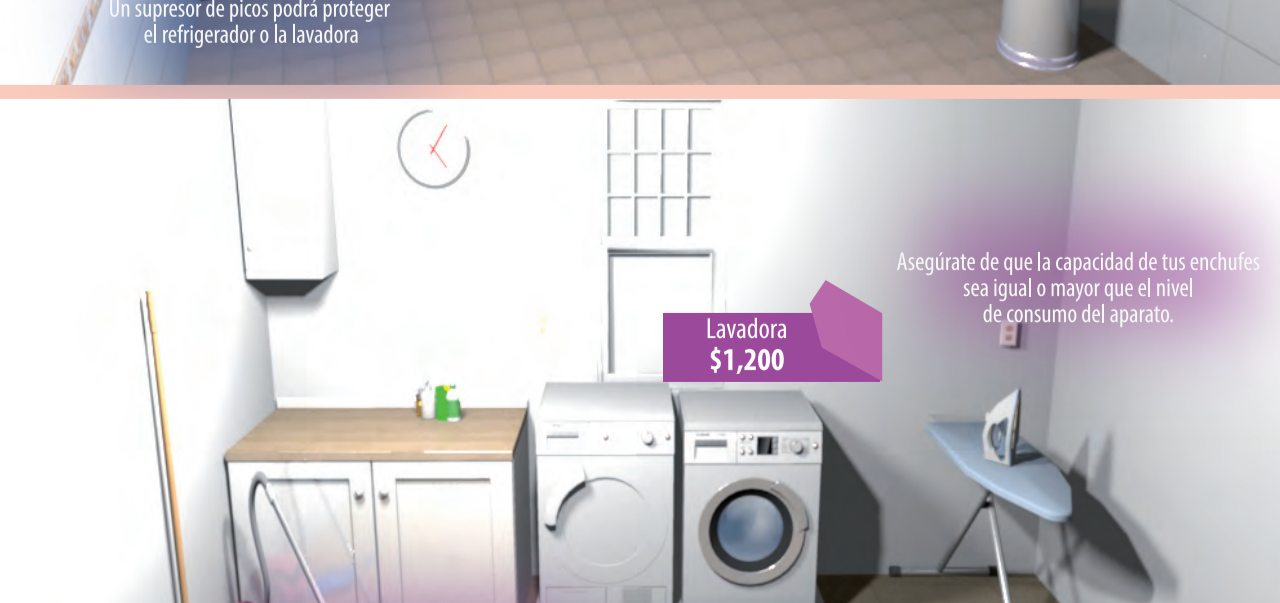 Un supresor de picos podrá proteger
el refrigerador o la lavadora
Asegúrate de que la capacidad de tus enchufes
sea igual o mayor que el nivel
de consumo del aparato.
Lavadora
$1,200